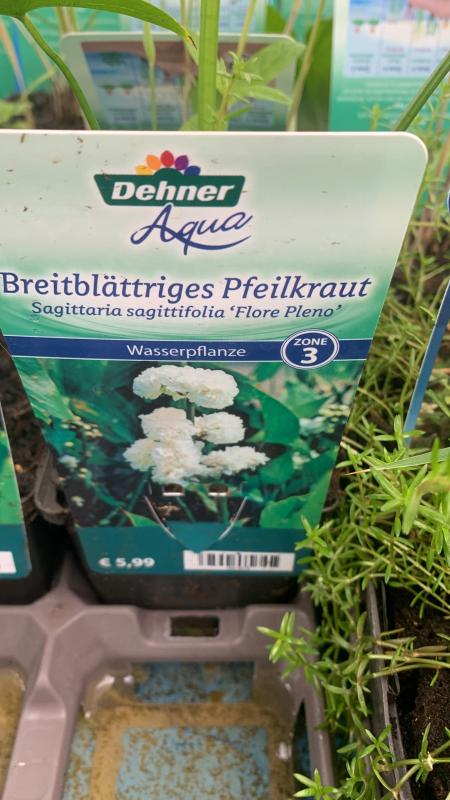 Dehner
Aqua
Breitblättriges Pfeilkraut
Sagittaria sagittifolia ‘Flore Pleno’
Wasserpflanze
ZONE
3
€ 5,99